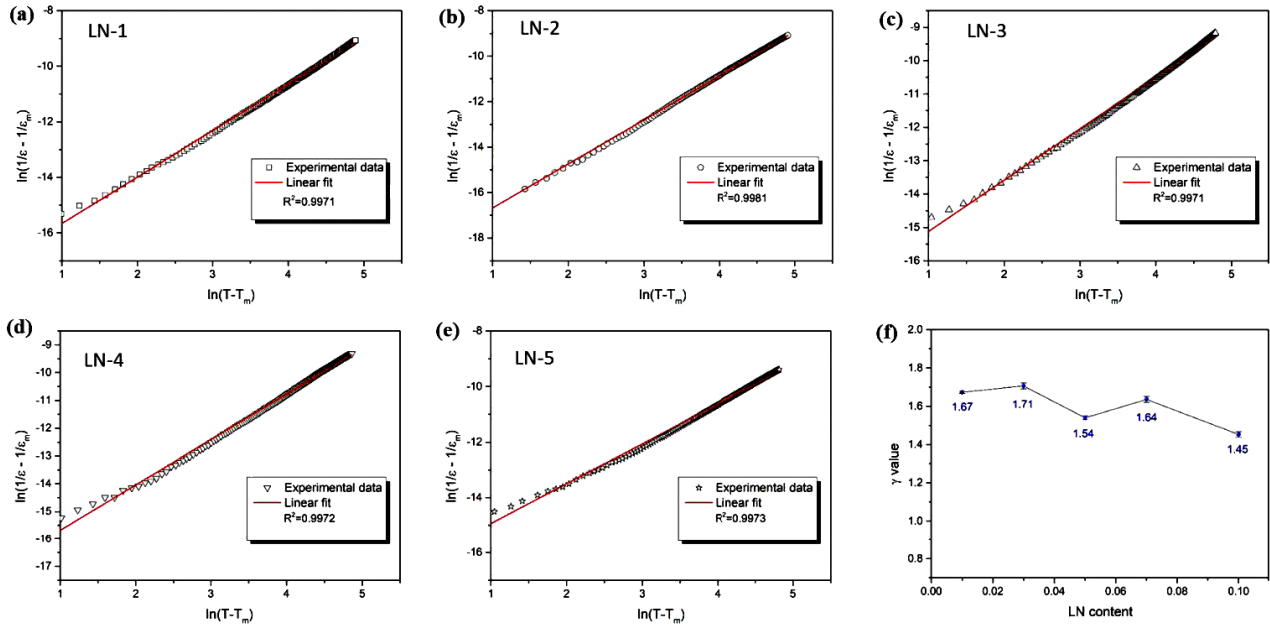 (a)
LN-1
-8
-10
-12
-14
-16
ln(1/ε - 1/εm)
Experimental data
Linear fit
R²=0.9971
1 2 3 4 5
ln(T-Tm)
(b)
LN-2
-8
-10
-12
-14
-16
-18
ln(1/ε - 1/εm)
Experimental data
Linear fit
R²=0.9981
1 2 3 4 5
ln(T-Tm)
(c)
LN-3
-8
-9
-10
-11
-12
-13
-14
-15
-16
ln(1/ε - 1/εm)
Experimental data
Linear fit
R²=0.9971
1 2 3 4 5
ln(T-Tm)
(d)
LN-4
-9
-10
-11
-12
-13
-14
-15
-16
-17
ln(1/ε - 1/εm)
Experimental data
Linear fit
R²=0.9972
1 2 3 4 5
ln(T-Tm)
(e)
LN-5
-8
-10
-12
-14
-16
ln(1/ε - 1/εm)
Experimental data
Linear fit
R²=0.9973
1 2 3 4 5
ln(T-Tm)
(f)
2.0
1.8
1.6
1.4
1.2
1.0
0.8
γ value
1.67
1.71
1.54
1.64
1.45
0.00 0.02 0.04 0.06 0.08 0.10
LN content